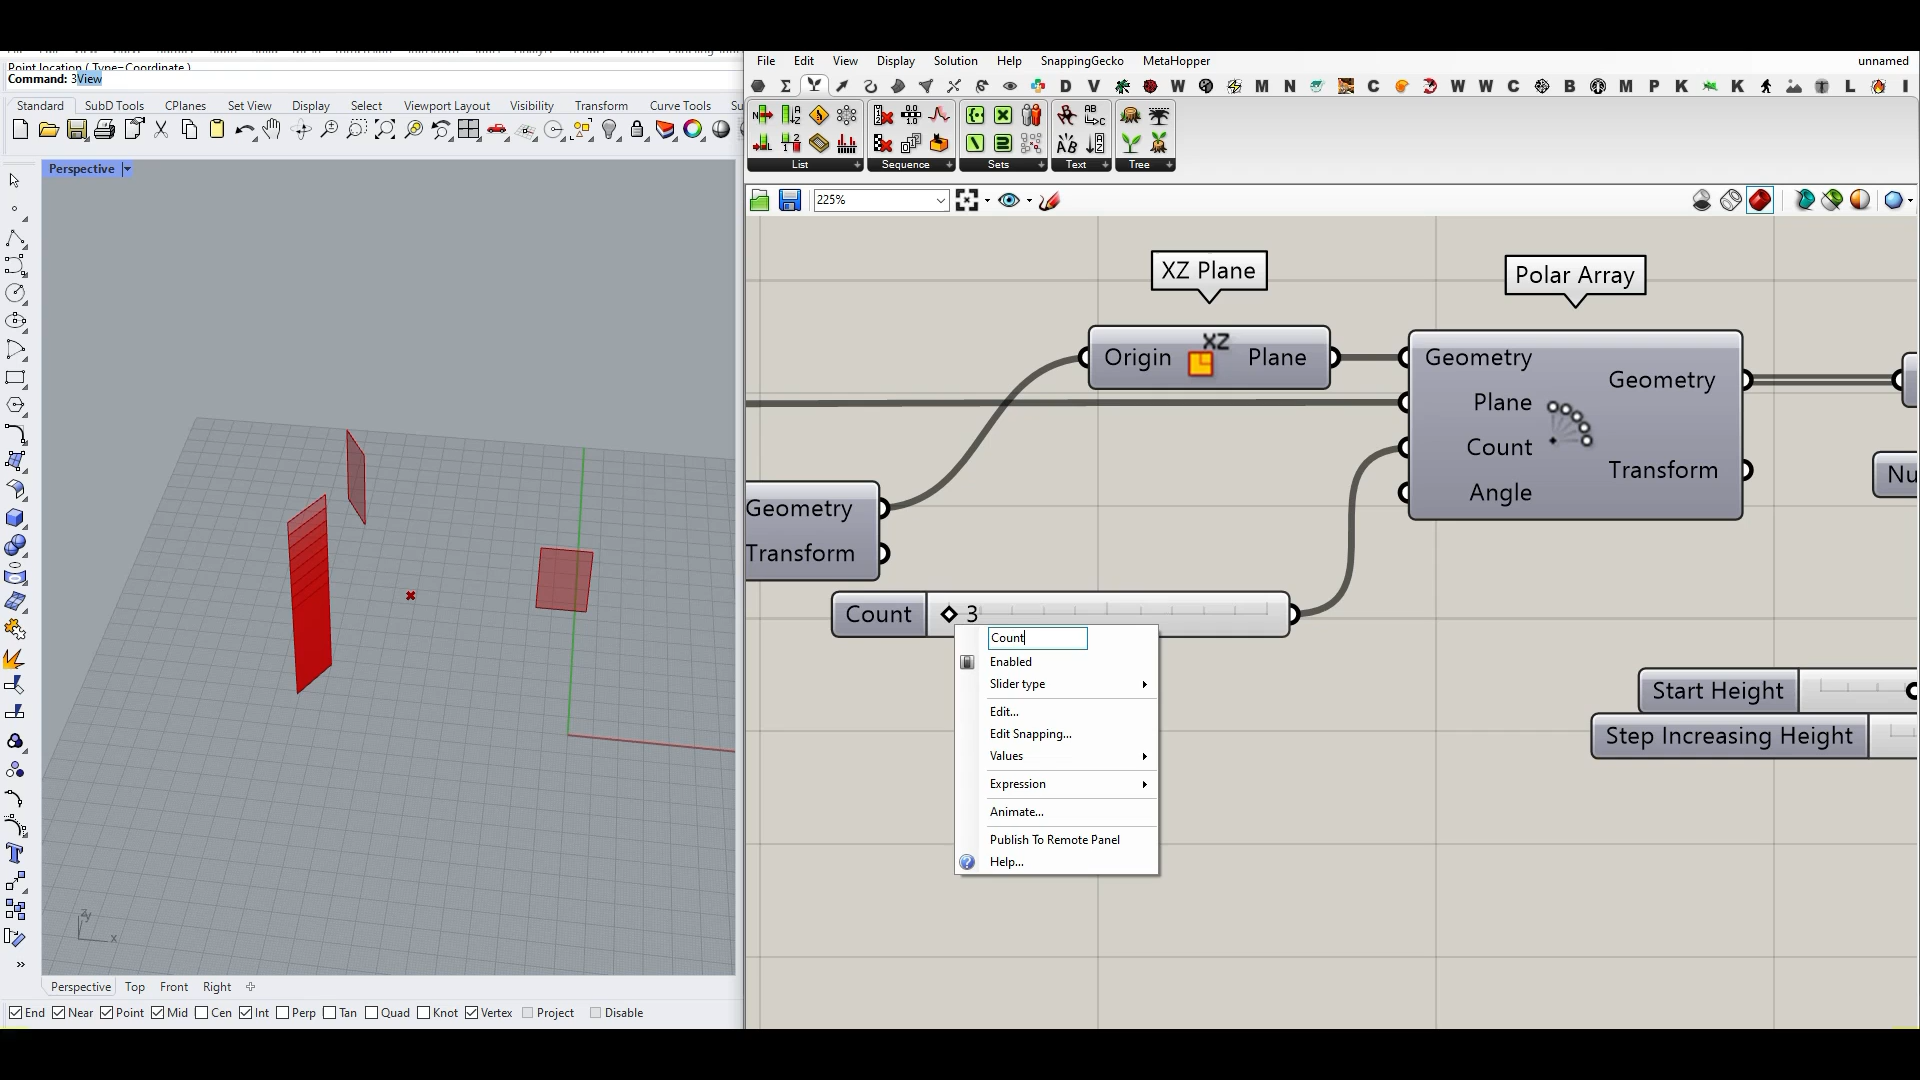 Point location ( Type=Coordinate )
Command: 3View
Standard SubD Tools CPlanes Set View Display Select Viewport Layout Visibility Transform Curve Tools Su
Perspective
zy
x
Perspective Top Front Right
End Near Point Mid Cen Int Perp Tan Quad Knot Vertex Project Disable
File Edit View Display Solution Help SnappingGecko MetaHopper unnamed
D V W M N C W W C B M P K K L I
List Sequence Sets Text Tree
225%
XZ Plane
Polar Array
Origin XZ Plane
Geometry
Plane
Count
Angle
Geometry
Transform
Nu
Geometry
Transform
Count 3
Count
Enabled
Slider type
Edit...
Edit Snapping...
Values
Expression
Animate...
Publish To Remote Panel
Help...
Start Height
Step Increasing Height